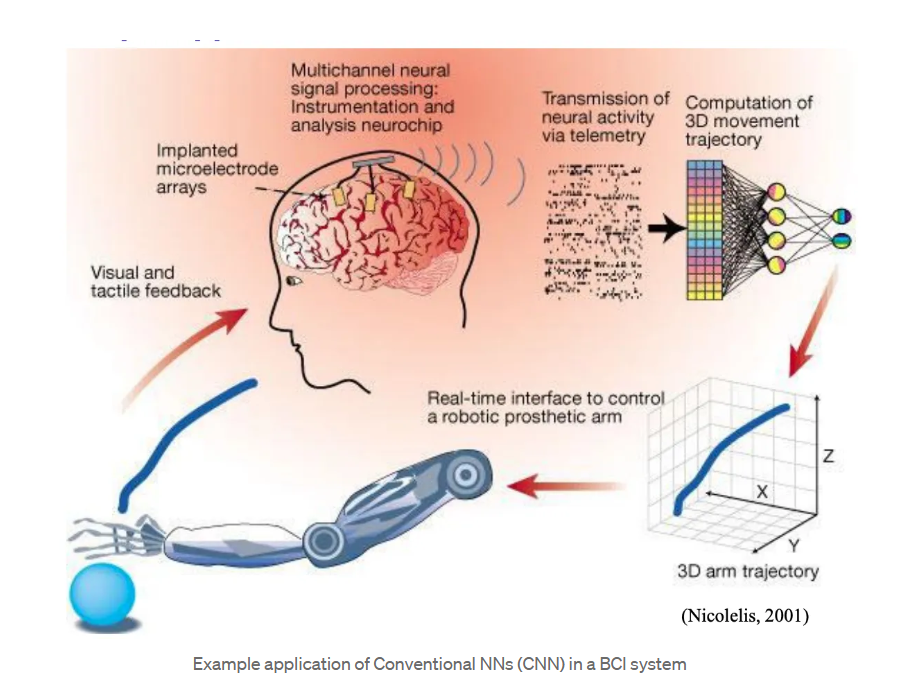 Multichannel neural
signal processing:
Instrumentation and
analysis neurochip
Implanted
microelectrode
arrays
Transmission of
neural activity
via telemetry
Computation of
3D movement
trajectory
Visual and
tactile feedback
Real-time interface to control
a robotic prosthetic arm
Z
X
Y
3D arm trajectory
(Nicolelis, 2001)
Example application of Conventional NNs (CNN) in a BCI system